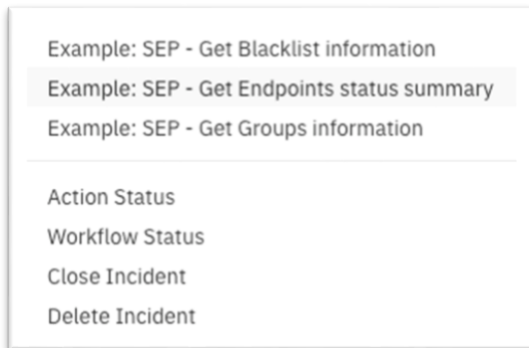 Example: SEP - Get Blacklist information
Example: SEP - Get Endpoints status summary
Example: SEP - Get Groups information
Action Status
Workflow Status
Close Incident
Delete Incident